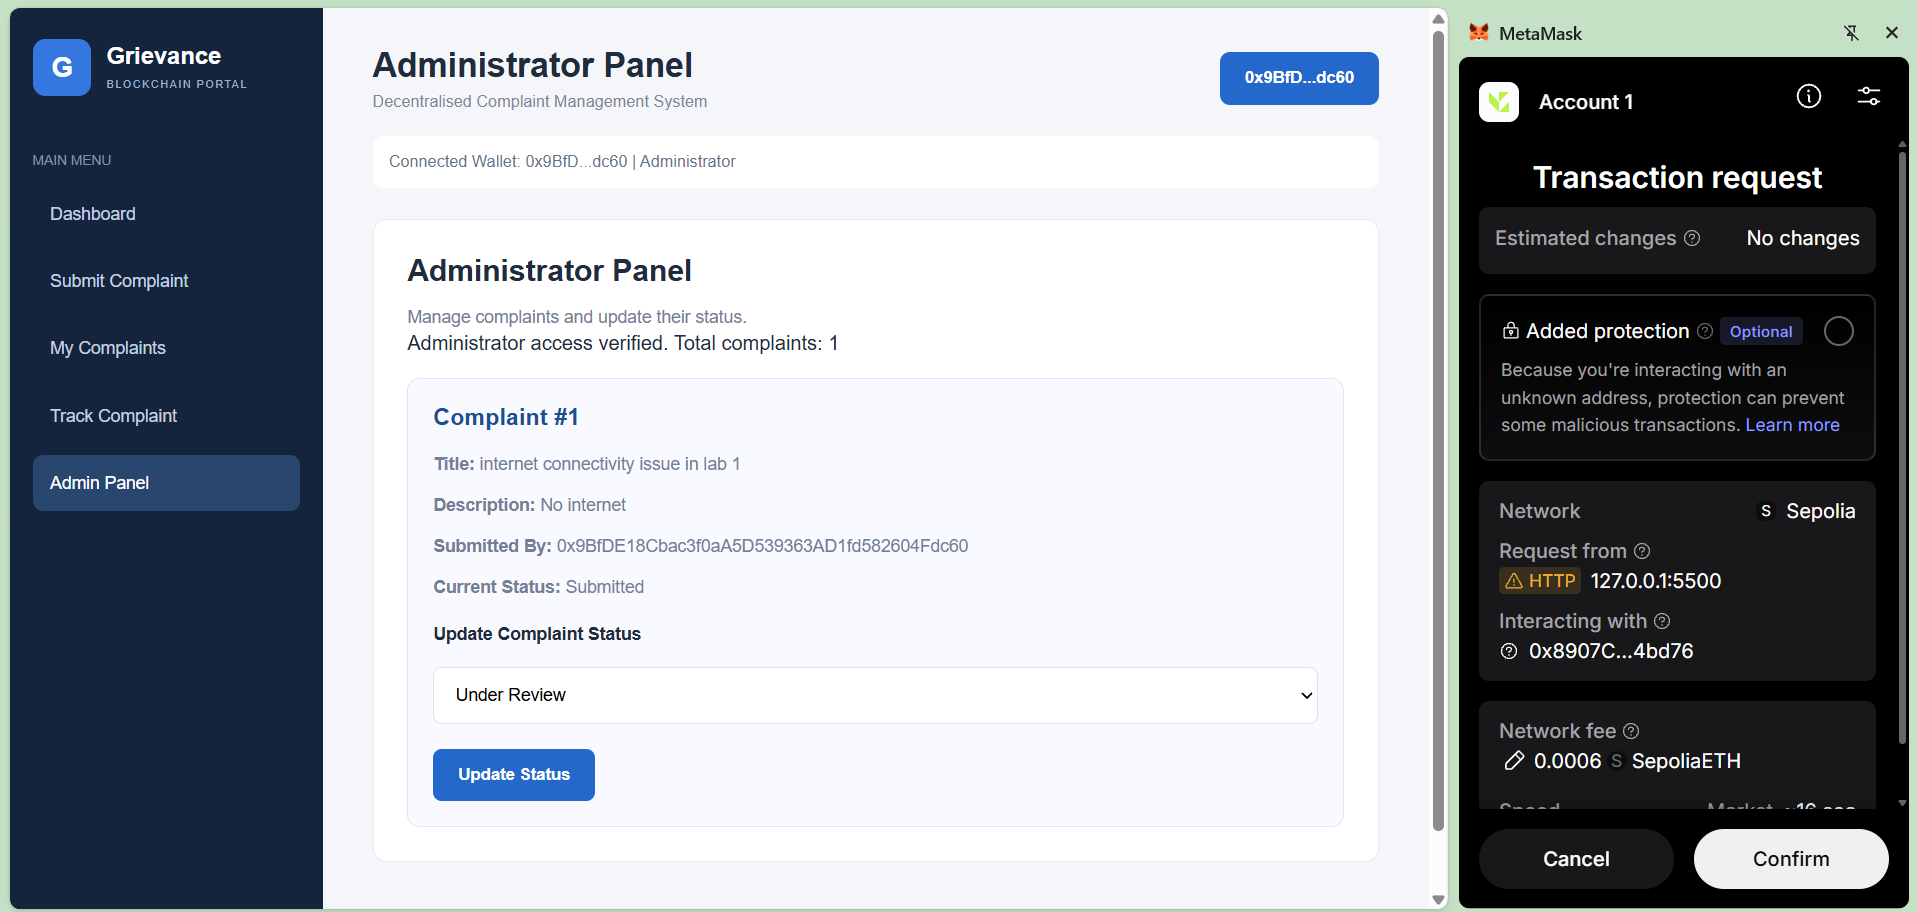 G
Grievance
BLOCKCHAIN PORTAL
MAIN MENU
Dashboard
Submit Complaint
My Complaints
Track Complaint
Admin Panel
Administrator Panel
Decentralised Complaint Management System
0x9BfD...dc60
Connected Wallet: 0x9BfD...dc60 | Administrator
Administrator Panel
Manage complaints and update their status.
Administrator access verified. Total complaints: 1
Complaint #1
Title: internet connectivity issue in lab 1
Description: No internet
Submitted By: 0x9BfDE18Cbac3f0aA5D539363AD1fd582604Fdc60
Current Status: Submitted
Update Complaint Status
Under Review
Update Status
MetaMask
Account 1
Transaction request
Estimated changes No changes
Added protection Optional
Because you're interacting with an
unknown address, protection can prevent
some malicious transactions. Learn more
Network S Sepolia
Request from
HTTP 127.0.0.1:5500
Interacting with
0x8907C...4bd76
Network fee
0.0006 S SepoliaETH
Speed Market ~16 sec
Cancel Confirm